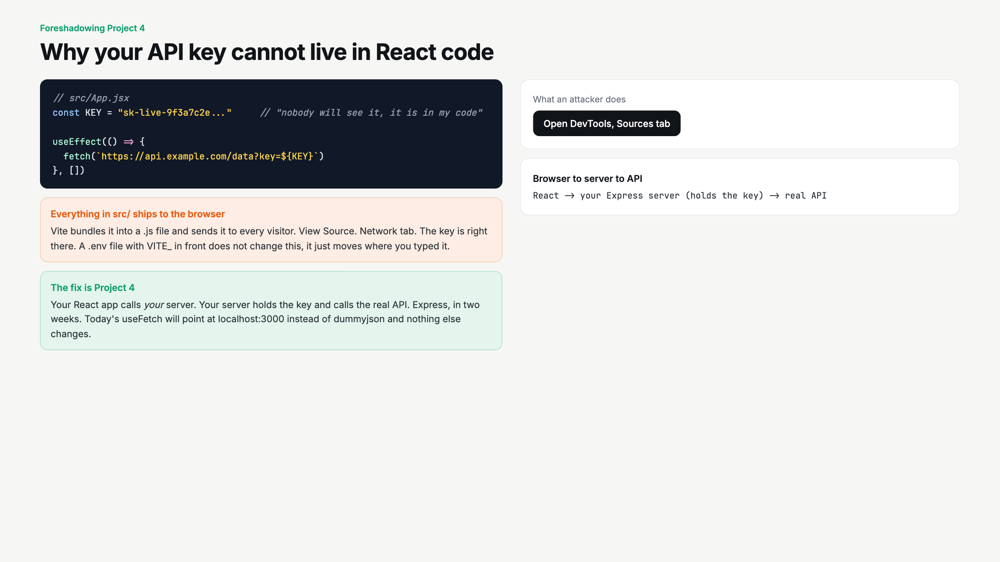 Foreshadowing Project 4
Why your API key cannot live in React code
// src/App.jsx
const KEY = "sk-live-9f3a7c2e..."     // "nobody will see it, it is in my code"
useEffect(() => {
  fetch(`https://api.example.com/data?key=${KEY}`)
}, [])
Everything in src/ ships to the browser
Vite bundles it into a .js file and sends it to every visitor. View Source. Network tab. The key is right
there. A .env file with VITE_ in front does not change this, it just moves where you typed it.
The fix is Project 4
Your React app calls your server. Your server holds the key and calls the real API. Express, in two
weeks. Today's useFetch will point at localhost:3000 instead of dummyjson and nothing else
changes.
What an attacker does
Open DevTools, Sources tab
Browser to server to API
React -> your Express server (holds the key) -> real API